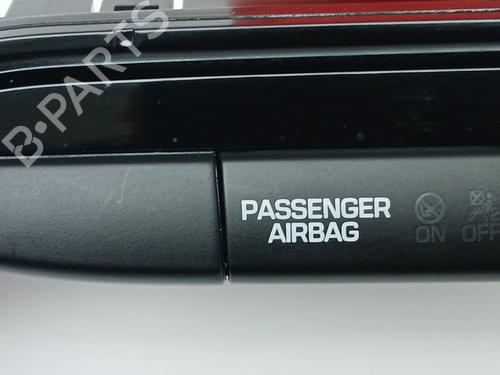 B-PARTS
PASSENGER
AIRBAG
ON OFF